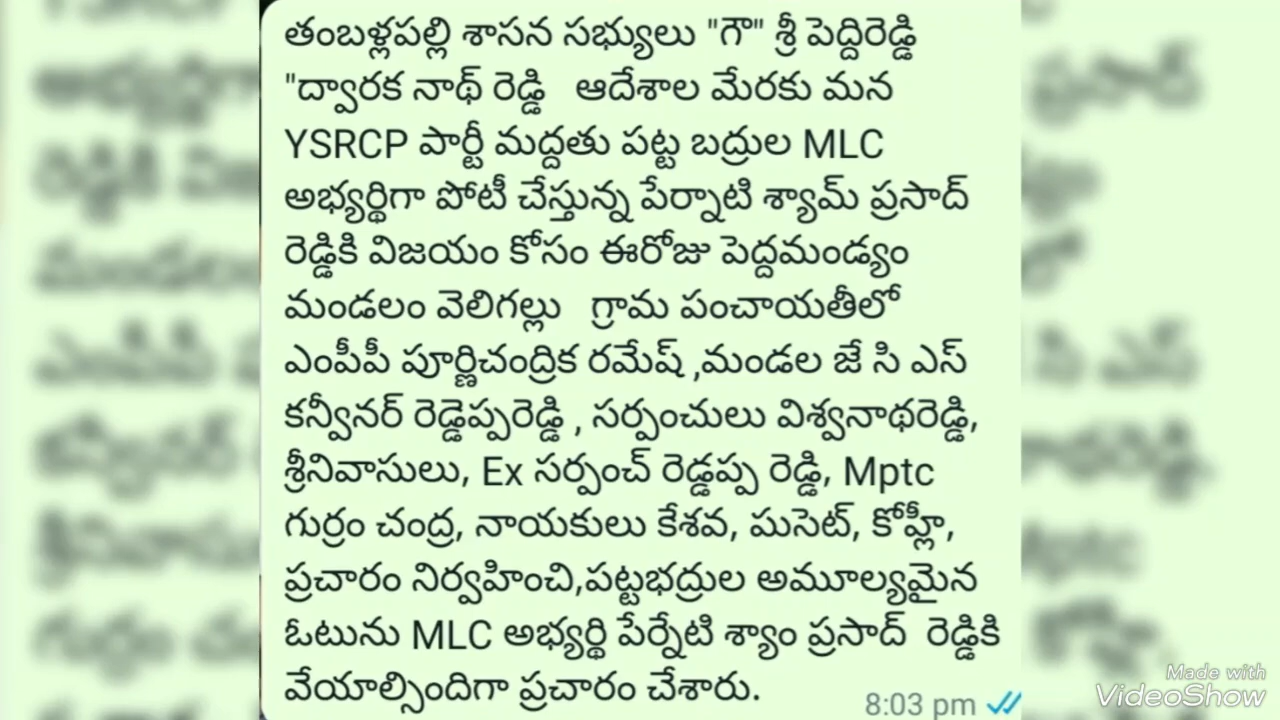 తంబళ్లపల్లి శాసన సభ్యులు "గౌ" శ్రీ పెద్దిరెడ్డి
"ద్వారక నాథ్ రెడ్డి ఆదేశాల మేరకు మన
YSRCP పార్టీ మద్దతు పట్ట బద్రుల MLC
అభ్యర్థిగా పోటీ చేస్తున్న పేర్నాటి శ్యామ్ ప్రసాద్
రెడ్డికి విజయం కోసం ఈరోజు పెద్దమండ్యం
మండలం వెలిగల్లు గ్రామ పంచాయతీలో
ఎంపీపీ పూర్ణిచంద్రిక రమేష్ ,మండల జే సి ఎస్
కన్వీనర్ రెడ్డెప్పరెడ్డి , సర్పంచులు విశ్వనాథరెడ్డి,
శ్రీనివాసులు, Ex సర్పంచ్ రెడ్డప్ప రెడ్డి, Mptc
గుర్రం చంద్ర, నాయకులు కేశవ, ఘసెట్, కోహ్లీ,
ప్రచారం నిర్వహించి,పట్టభద్రుల అమూల్యమైన
ఓటును MLC అభ్యర్థి పేర్నేటి శ్యాం ప్రసాద్ రెడ్డికి
వేయాల్సిందిగా ప్రచారం చేశారు.
8:03 pm
Made with
VideoShow